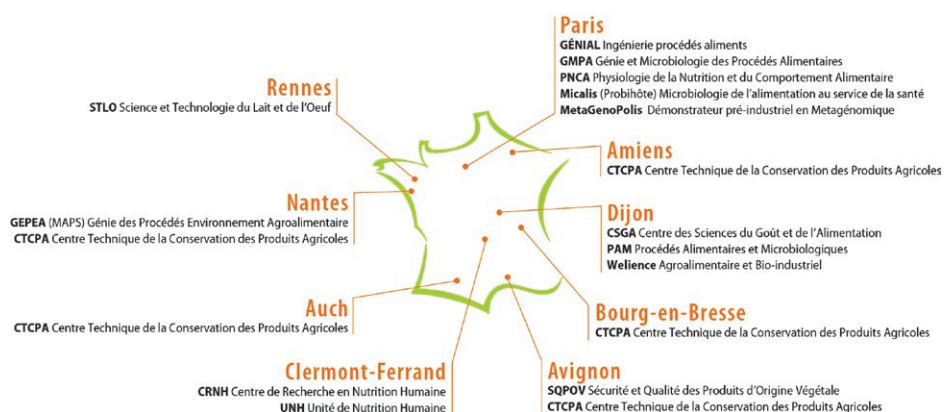 Paris
GÉNIAL Ingénierie procédés aliments
GMPA Génie et Microbiologie des Procédés Alimentaires
PNCA Physiologie de la Nutrition et du Comportement Alimentaire
Micalis (Probihôte) Microbiologie de l'alimentation au service de la santé
MetaGenoPolis Démonstrateur pré-industriel en Metagénomique
Rennes
STLO Science et Technologie du Lait et de l'Oeuf
Amiens
CTCPA Centre Technique de la Conservation des Produits Agricoles
Nantes
GEPEA (MAPS) Génie des Procédés Environnement Agroalimentaire
CTCPA Centre Technique de la Conservation des Produits Agricoles
Dijon
CSGA Centre des Sciences du Goût et de l'Alimentation
PAM Procédés Alimentaires et Microbiologiques
Welience Agroalimentaire et Bio-industriel
Auch
CTCPA Centre Technique de la Conservation des Produits Agricoles
Bourg-en-Bresse
CTCPA Centre Technique de la Conservation des Produits Agricoles
Clermont-Ferrand
CRNH Centre de Recherche en Nutrition Humaine
UNH Unité de Nutrition Humaine
Avignon
SQPOV Sécurité et Qualité des Produits d'Origine Végétale
CTCPA Centre Technique de la Conservation des Produits Agricoles